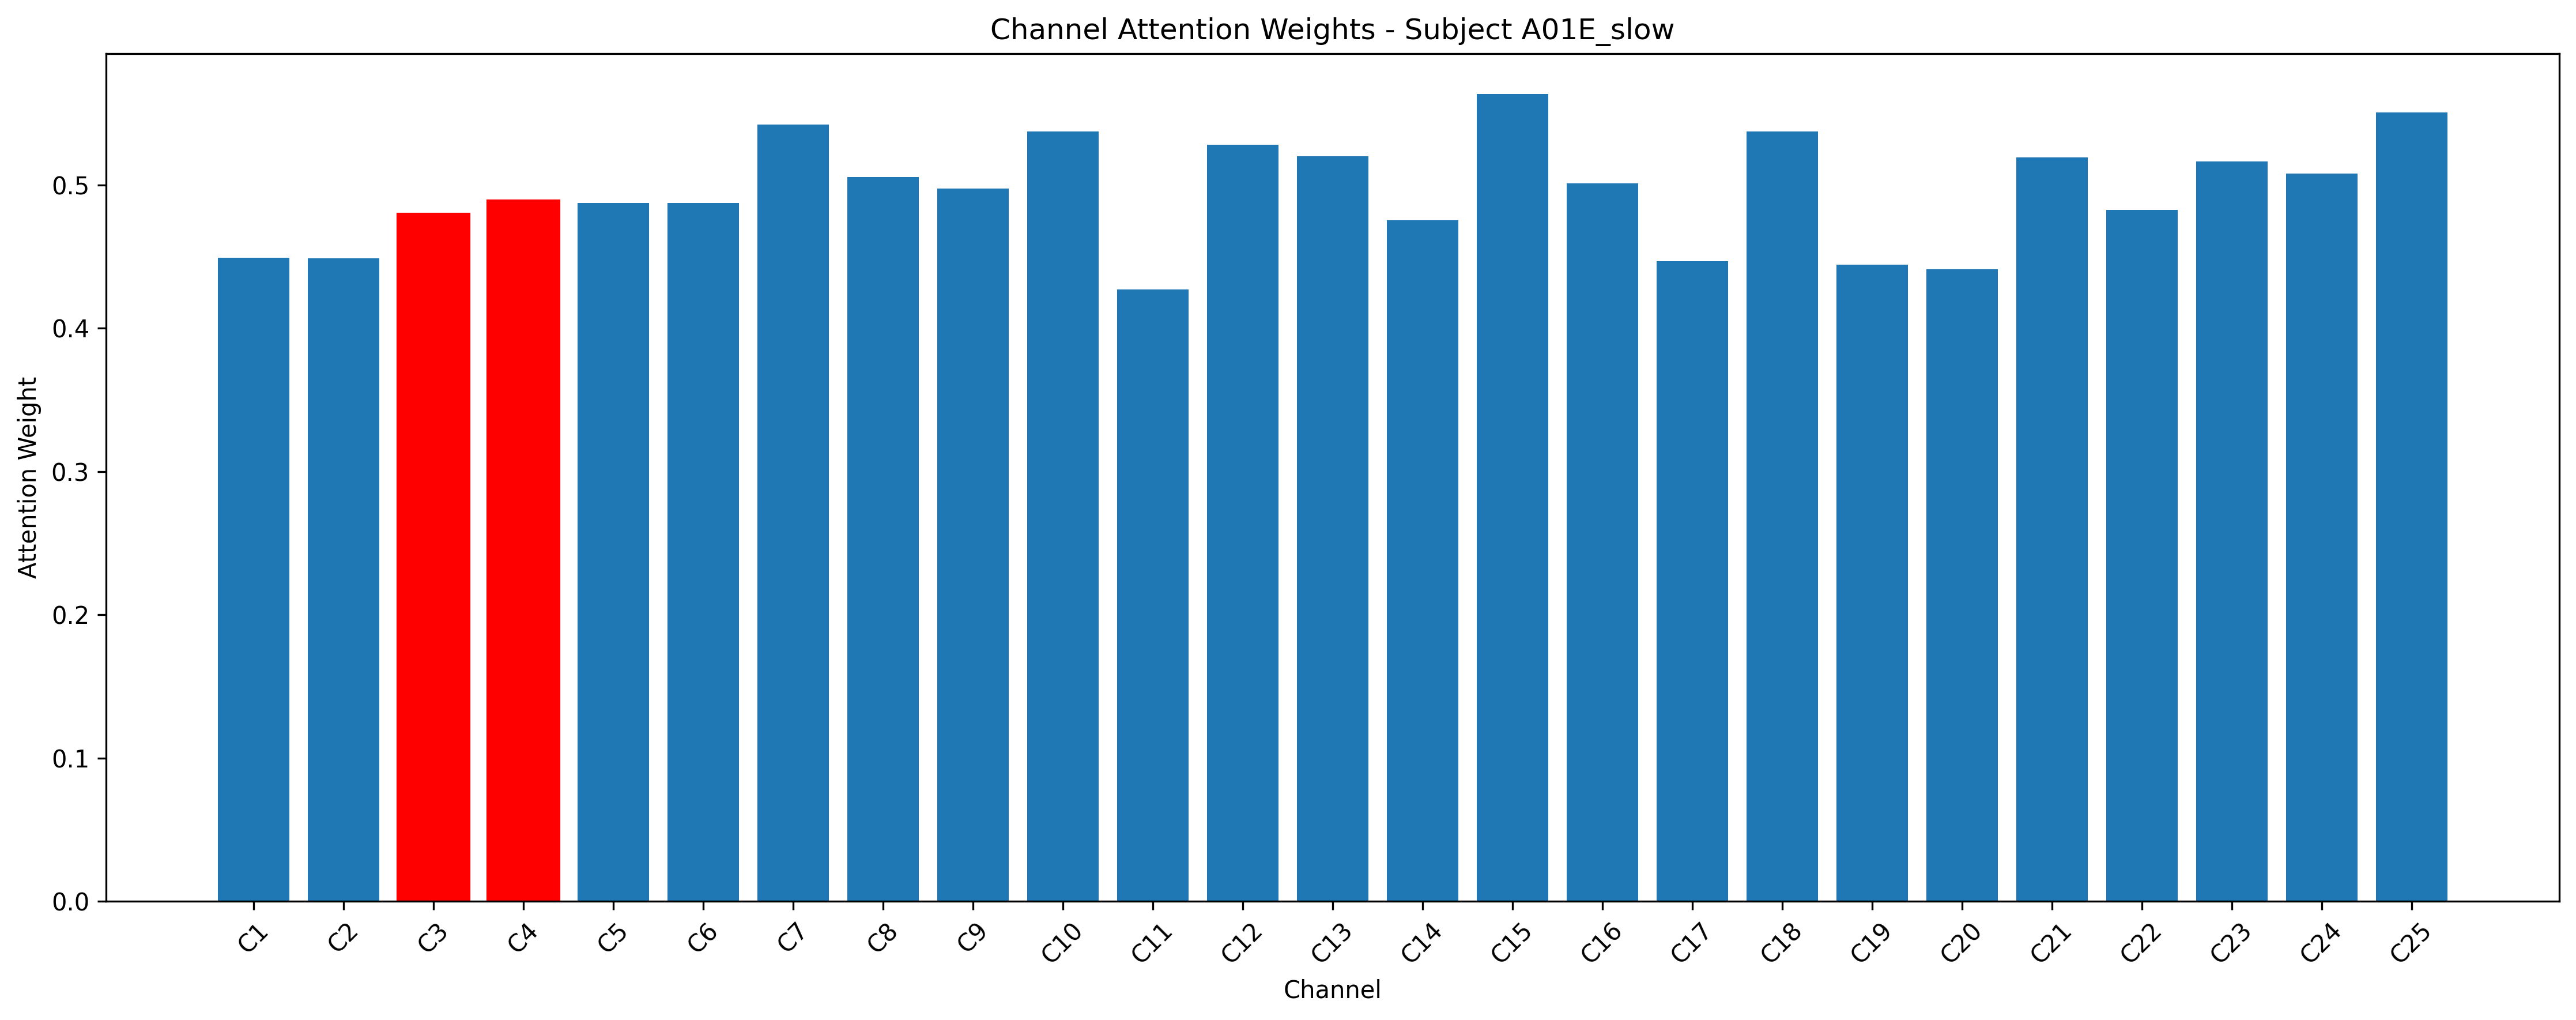 Channel Attention Weights - Subject A01E_slow
Attention Weight
0.5
0.4
0.3
0.2
0.1
0.0
C1 C2 C3 C4 C5 C6 C7 C8 C9 C10 C11 C12 C13 C14 C15 C16 C17 C18 C19 C20 C21 C22 C23 C24 C25
Channel